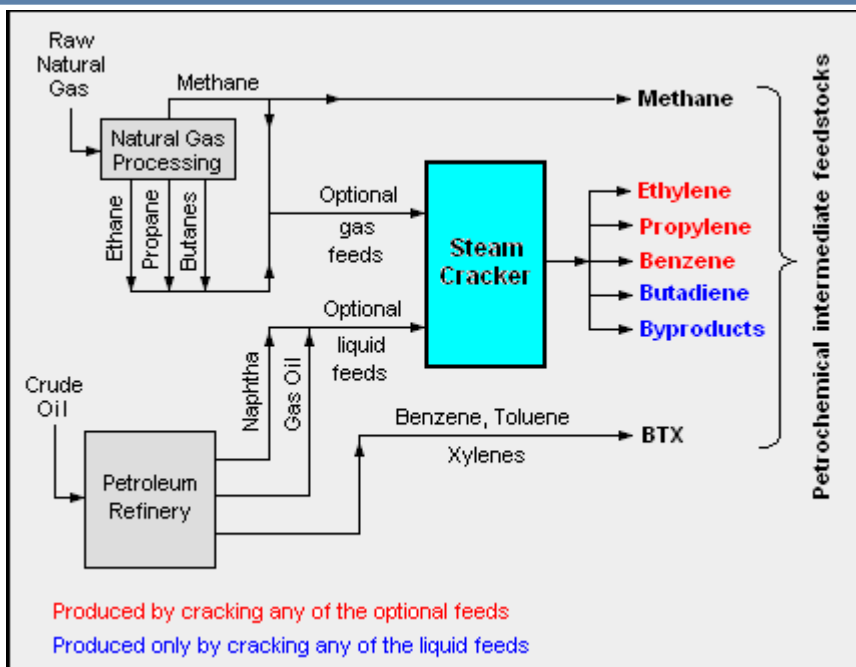 Raw
Natural
Gas
Methane
Methane
Natural Gas
Processing
Ethane
Propane
Butanes
Optional
gas
feeds
Steam
Cracker
Ethylene
Propylene
Benzene
Butadiene
Byproducts
Optional
liquid
feeds
Naphtha
Gas Oil
Crude
Oil
Petroleum
Refinery
Benzene, Toluene
Xylenes
BTX
Petrochemical intermediate feedstocks
Produced by cracking any of the optional feeds
Produced only by cracking any of the liquid feeds